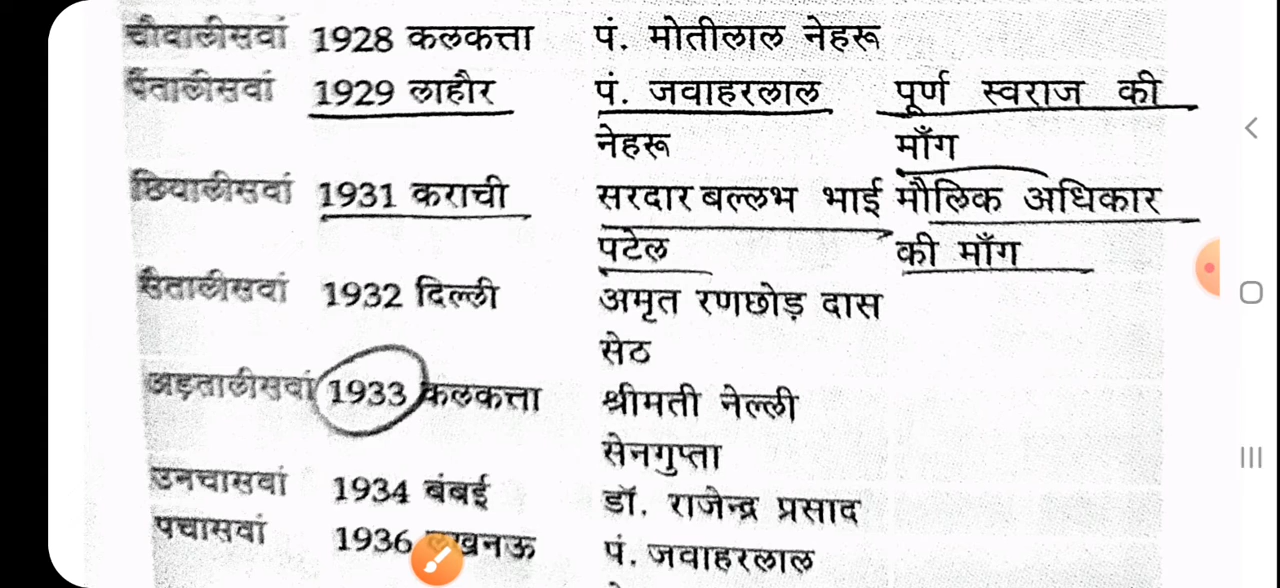 चौवालीसवां 1928 कलकत्ता पं. मोतीलाल नेहरू
पैंतालीसवां 1929 लाहौर पं. जवाहरलाल पूर्ण स्वराज की
नेहरू माँग
छियालीसवां 1931 कराची सरदार बल्लभ भाई मौलिक अधिकार
पटेल की माँग
सैंतालीसवां 1932 दिल्ली अमृत रणछोड़ दास
सेठ
अड़तालीसवां 1933 कलकत्ता श्रीमती नेल्ली
सेनगुप्ता
उनचासवां 1934 बंबई डॉ. राजेन्द्र प्रसाद
पचासवां 1936 लखनऊ पं. जवाहरलाल